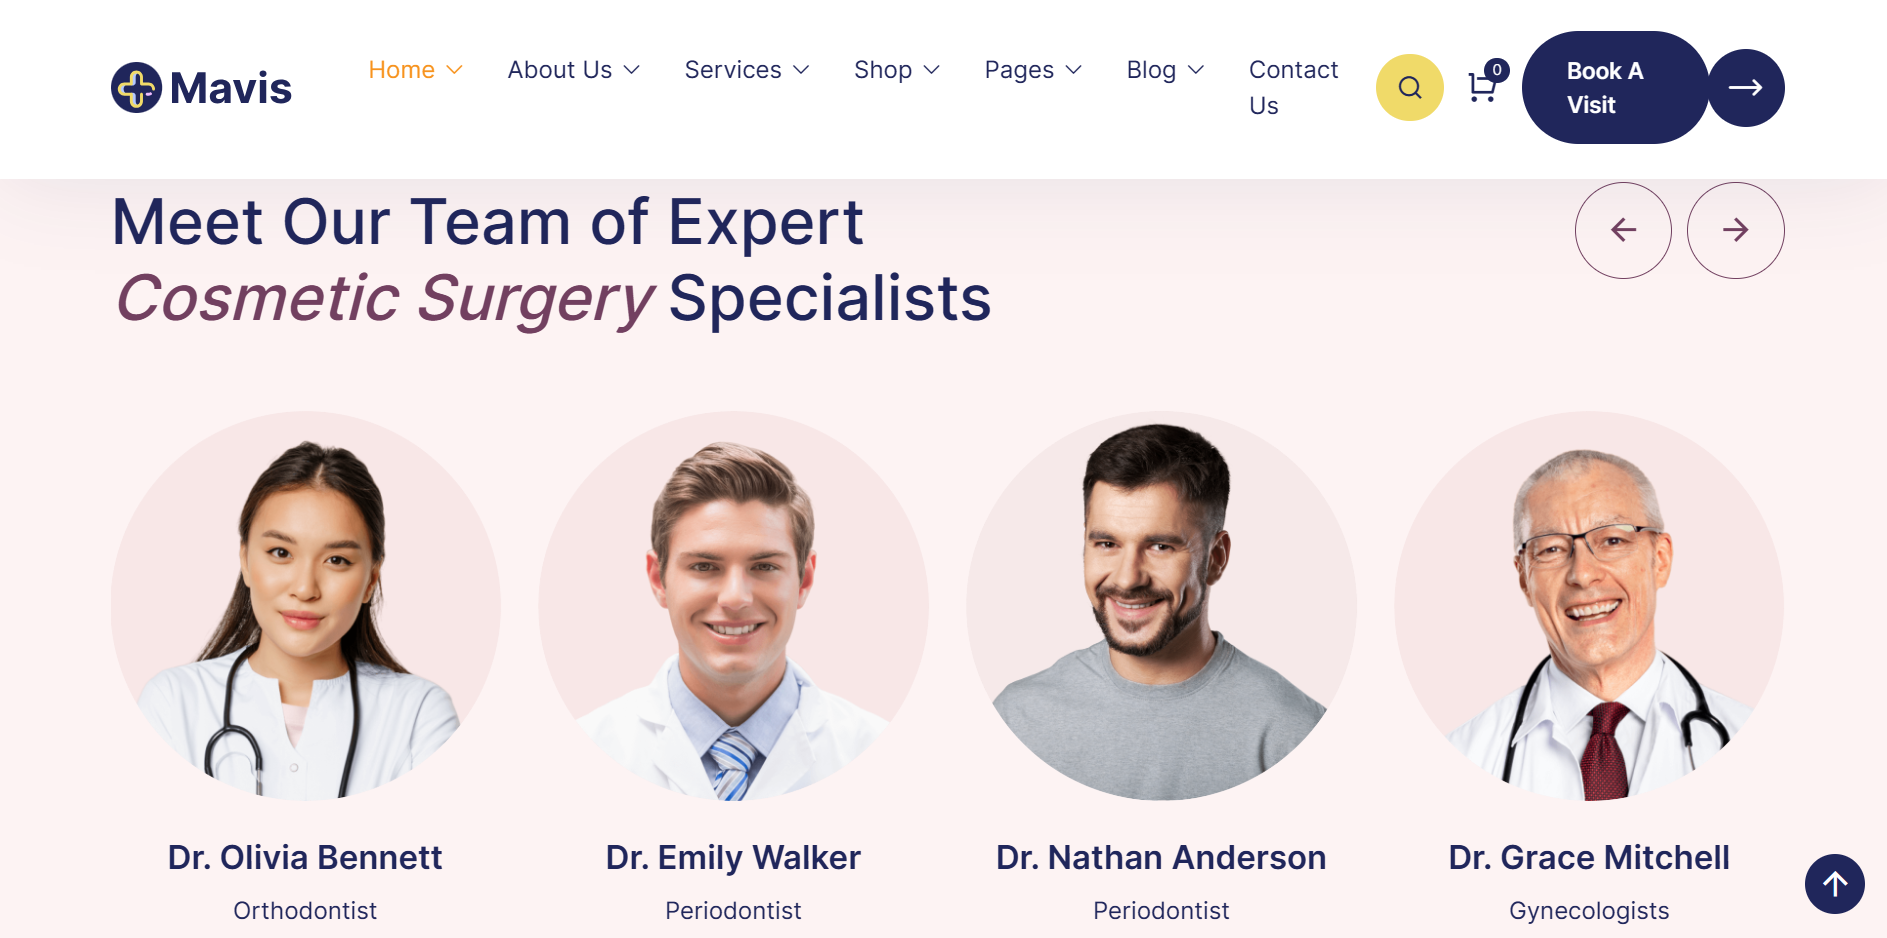 Mavis
Home
About Us
Services
Shop
Pages
Blog
Contact
Us
0
Book A
Visit
Meet Our Team of Expert
Cosmetic Surgery Specialists
Dr. Olivia Bennett
Orthodontist
Dr. Emily Walker
Periodontist
Dr. Nathan Anderson
Periodontist
Dr. Grace Mitchell
Gynecologists